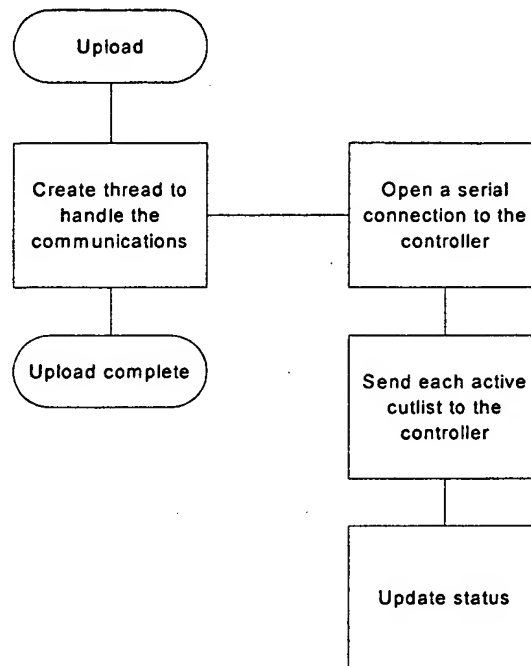 Upload
Create thread to
handle the
communications
Open a serial
connection to the
controller
Upload complete
Send each active
cutlist to the
controller
Update status